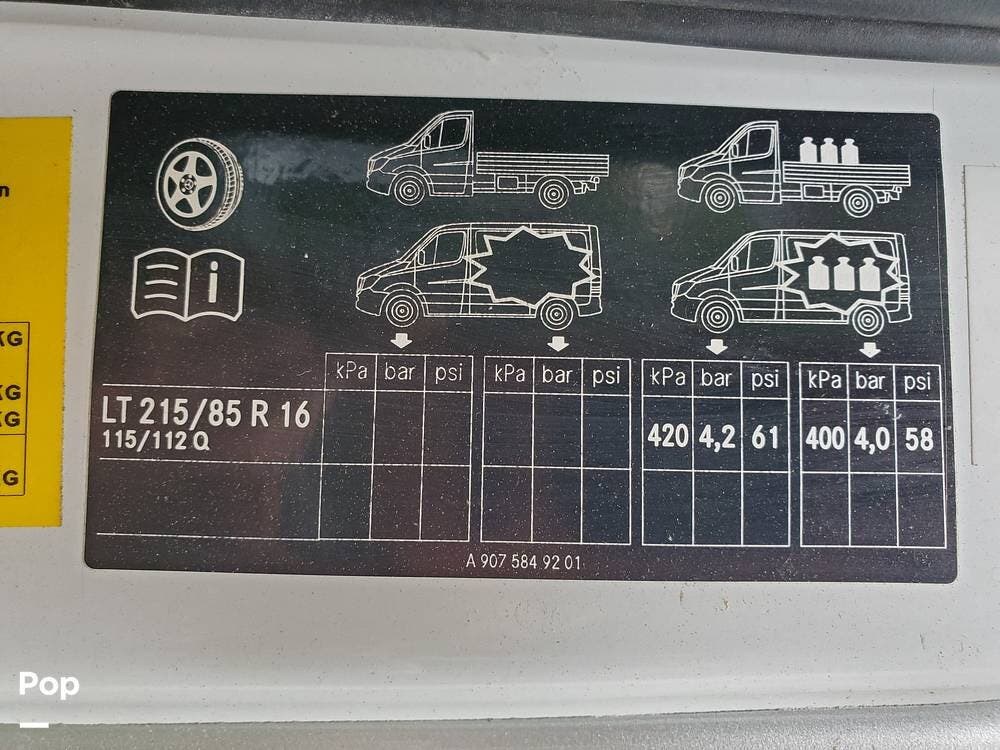 n
KG
KG
KG
G
i
kPa bar psi kPa bar psi kPa bar psi kPa bar psi
LT 215/85 R 16
115/112 Q
420 4,2 61 400 4,0 58
A 907 584 92 01
Pop